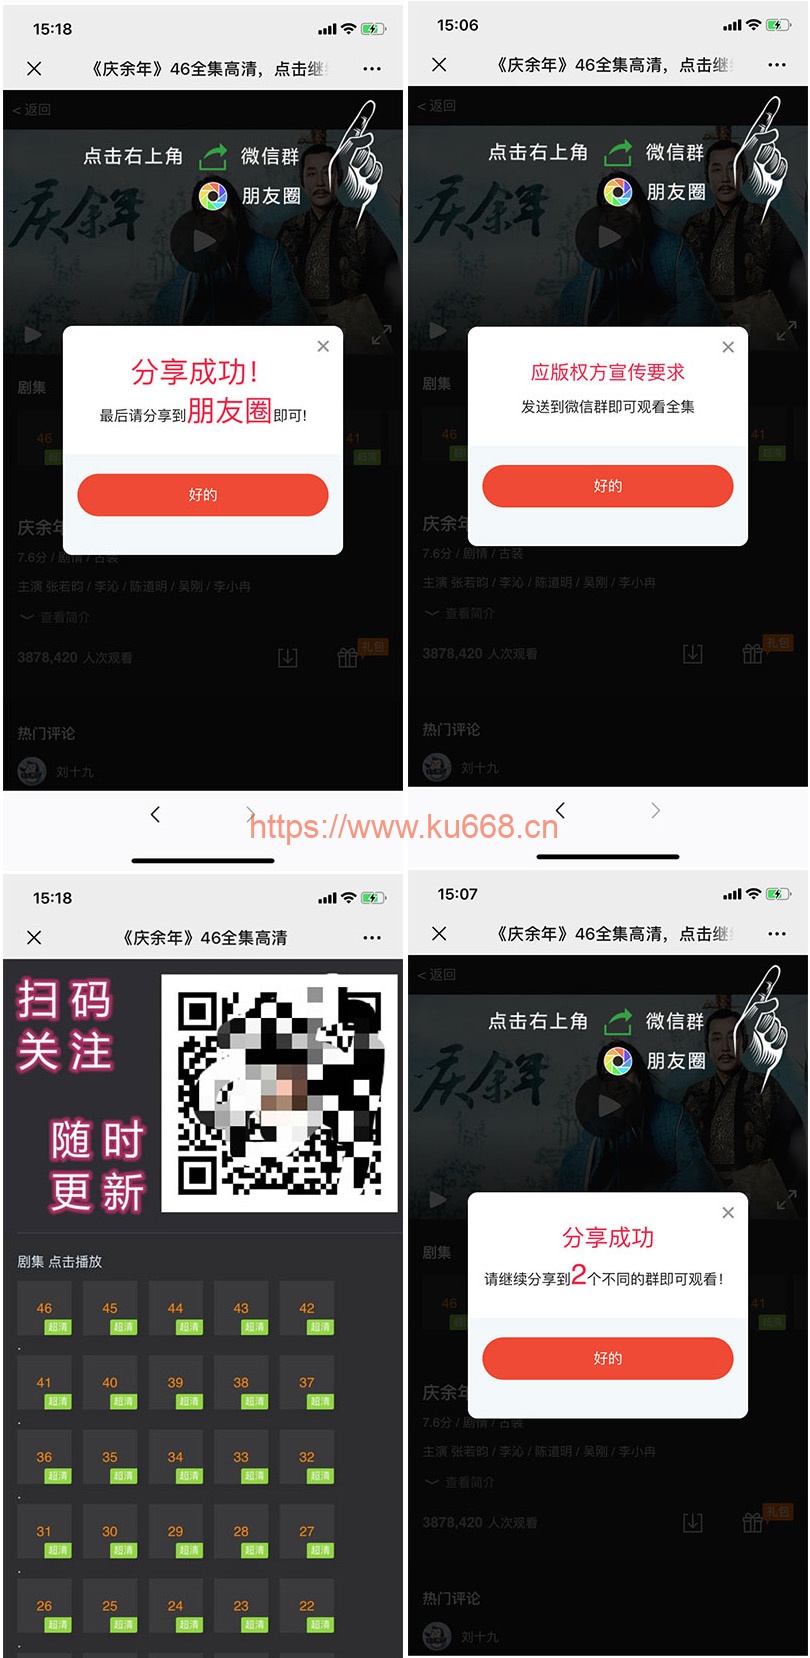 15:18
《庆余年》46全集高清，点击继
< 返回
点击右上角 微信群
朋友圈
庆余年
分享成功！
最后请分享到朋友圈即可！
好的
剧集
46
41
超清
庆余年
7.6分 / 剧情 / 古装
主演 张若昀 / 李沁 / 陈道明 / 吴刚 / 李小冉
查看简介
3878,420 人次观看
礼包
热门评论
刘十九
15:06
《庆余年》46全集高清，点击继
< 返回
点击右上角 微信群
朋友圈
庆余年
应版权方宣传要求
发送到微信群即可观看全集
好的
剧集
46
41
超清
庆余年
7.6分 / 剧情 / 古装
主演 张若昀 / 李沁 / 陈道明 / 吴刚 / 李小冉
查看简介
3878,420 人次观看
礼包
热门评论
刘十九
https://www.ku668.cn
15:18
《庆余年》46全集高清
扫码
关注
随时
更新
剧集 点击播放
46 45 44 43 42
超清 超清 超清 超清 超清
41 40 39 38 37
超清 超清 超清 超清 超清
36 35 34 33 32
超清 超清 超清 超清 超清
31 30 29 28 27
超清 超清 超清 超清 超清
26 25 24 23 22
超清 超清 超清 超清 超清
15:07
《庆余年》46全集高清，点击继
< 返回
点击右上角 微信群
朋友圈
庆余年
分享成功
请继续分享到2个不同的群即可观看！
好的
剧集
46
41
超清
庆余年
7.6分 / 剧情 / 古装
主演 张若昀 / 李沁 / 陈道明 / 吴刚 / 李小冉
查看简介
3878,420 人次观看
礼包
热门评论
刘十九